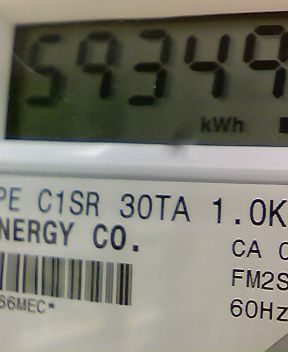 59349
kWh
PE C1SR 30TA 1.0K
NERGY CO.
CA
FM2S
66MEC*
60Hz